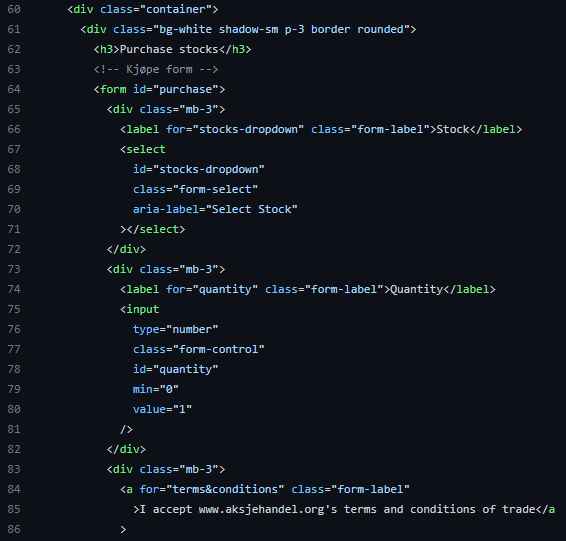 60 <div class="container">
61 <div class="bg-white shadow-sm p-3 border rounded">
62 <h3>Purchase stocks</h3>
63 <!-- Kjøpe form -->
64 <form id="purchase">
65 <div class="mb-3">
66 <label for="stocks-dropdown" class="form-label">Stock</label>
67 <select
68 id="stocks-dropdown"
69 class="form-select"
70 aria-label="Select Stock"
71 ></select>
72 </div>
73 <div class="mb-3">
74 <label for="quantity" class="form-label">Quantity</label>
75 <input
76 type="number"
77 class="form-control"
78 id="quantity"
79 min="0"
80 value="1"
81 />
82 </div>
83 <div class="mb-3">
84 <a for="terms&conditions" class="form-label"
85 >I accept www.aksjehandel.org's terms and conditions of trade</a
86 >